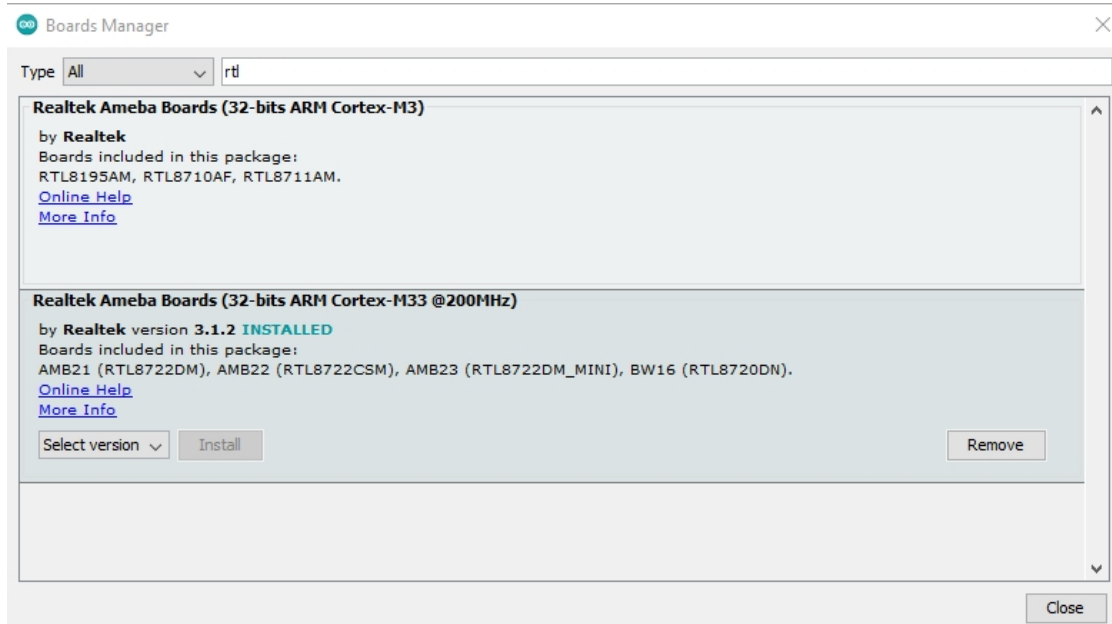 Boards Manager
Type All rtl
Realtek Ameba Boards (32-bits ARM Cortex-M3)
by Realtek
Boards included in this package:
RTL8195AM, RTL8710AF, RTL8711AM.
Online Help
More Info
Realtek Ameba Boards (32-bits ARM Cortex-M33 @200MHz)
by Realtek version 3.1.2 INSTALLED
Boards included in this package:
AMB21 (RTL8722DM), AMB22 (RTL8722CSM), AMB23 (RTL8722DM_MINI), BW16 (RTL8720DN).
Online Help
More Info
Select version Install Remove
Close